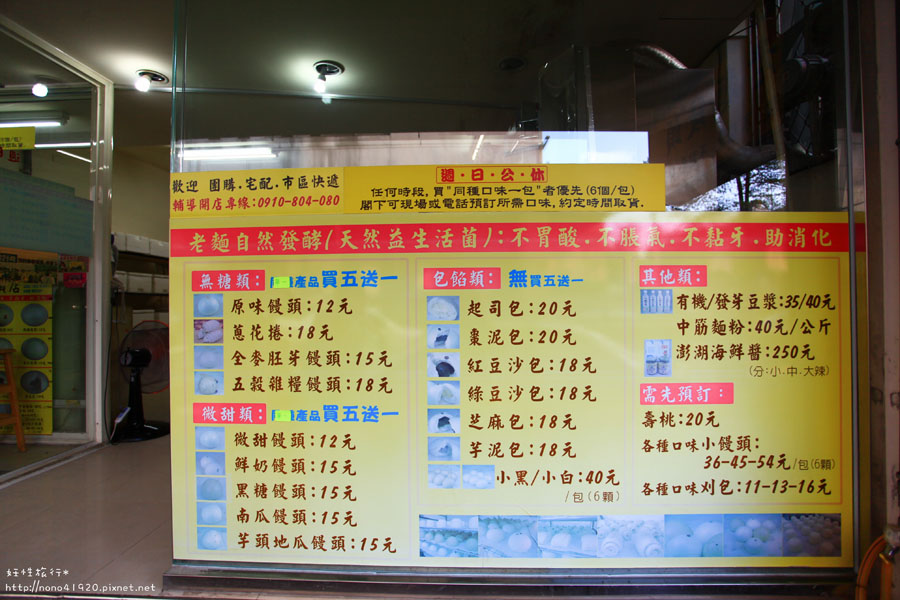 歡迎 團購.宅配.市區快遞
輔導開店專線:0910-804-080
週.日.公.休
任何時段,買"同種口味一包"者優先(6個/包)
閣下可現場或電話預訂所需口味,約定時間取貨.
老麵自然發酵(天然益生活菌):不胃酸.不脹氣.不黏牙.助消化
無糖類:產品買五送一
原味饅頭:12元
蔥花捲:18元
全麥胚芽饅頭:15元
五穀雜糧饅頭:18元
微甜類:產品買五送一
微甜饅頭:12元
鮮奶饅頭:15元
黑糖饅頭:15元
南瓜饅頭:15元
芋頭地瓜饅頭:15元
包餡類:無買五送一
起司包:20元
棗泥包:20元
紅豆沙包:18元
綠豆沙包:18元
芝麻包:18元
芋泥包:18元
小黑/小白:40元
/包(6顆)
其他類:
有機/發芽豆漿:35/40元
中筋麵粉:40元/公斤
澎湖海鮮醬:250元
(分:小.中.大辣)
需先預訂:
壽桃:20元
各種口味小饅頭:
36-45-54元/包(6顆)
各種口味刈包:11-13-16元
妊性旅行*
http://nono41920.pixnet.net